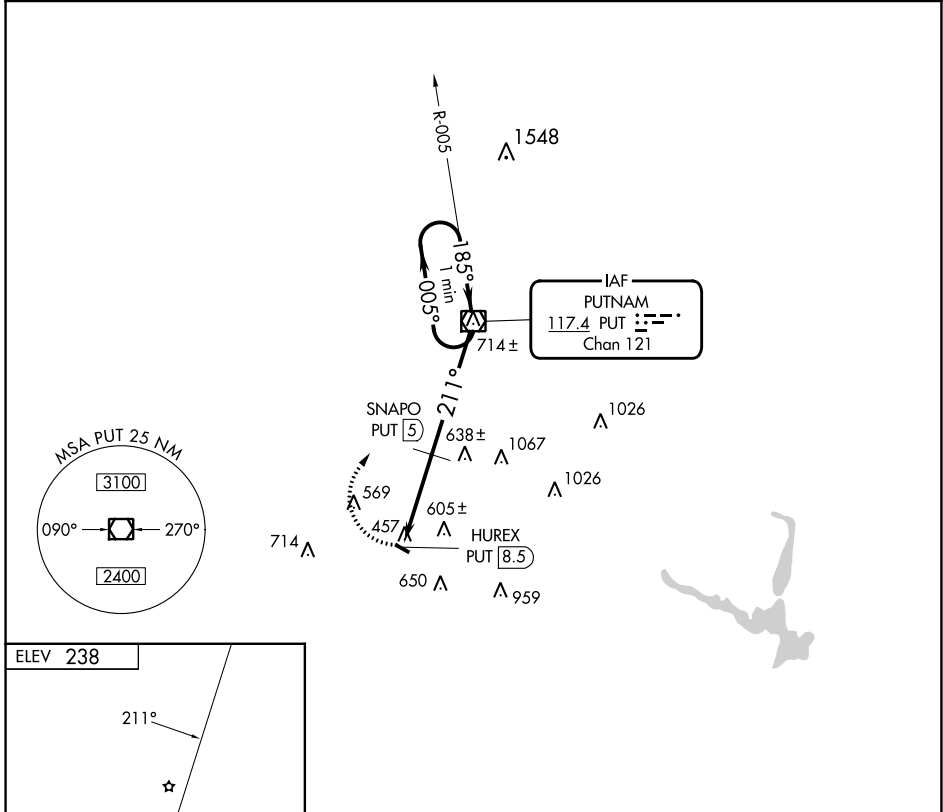 R-005
1548
185°
1 min
005°
IAF
PUTNAM
117.4 PUT
Chan 121
714±
211°
SNAPO
PUT 5
638±
1067
1026
1026
MSA PUT 25 NM
3100
090°
270°
2400
569
457
605±
714
HUREX
PUT 8.5
650
959
ELEV 238
211°